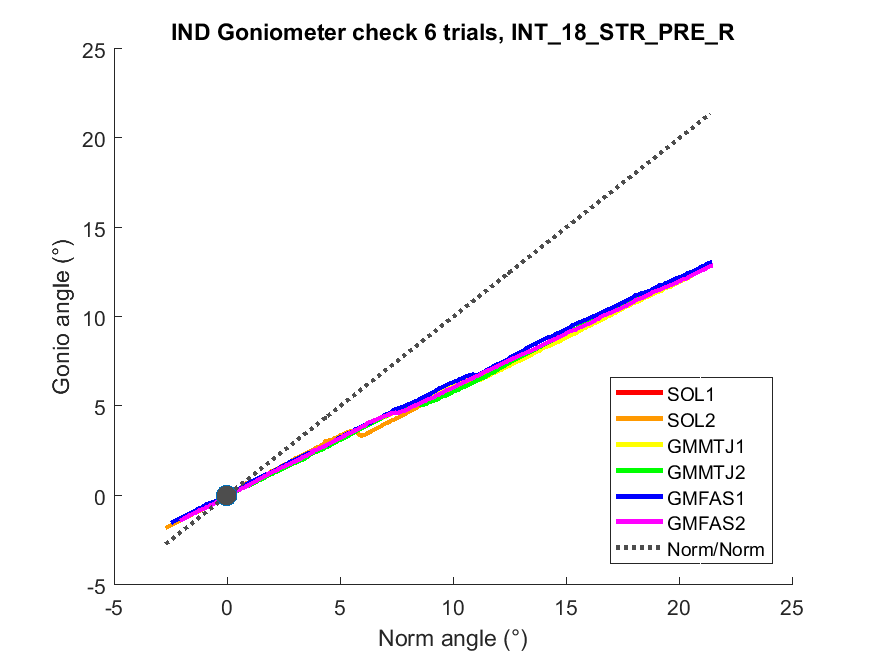 IND Goniometer check 6 trials, INT_18_STR_PRE_R
25
20
15
10
5
0
-5
Gonio angle (°)
-5 0 5 10 15 20 25
Norm angle (°)
SOL1
SOL2
GMMTJ1
GMMTJ2
GMFAS1
GMFAS2
Norm/Norm